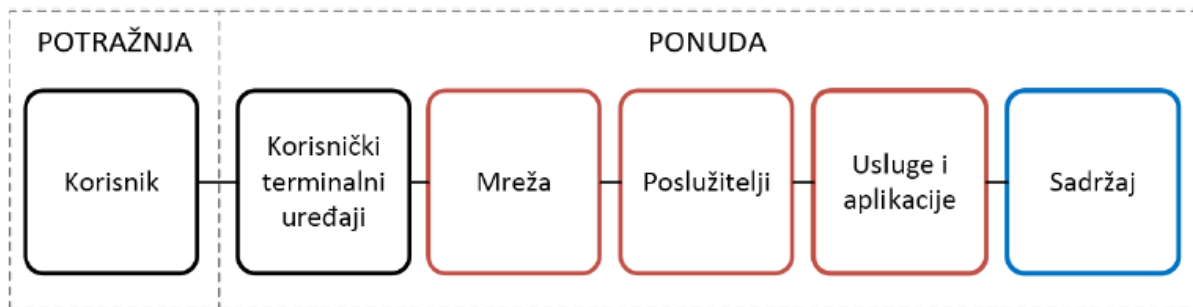 POTRAŽNJA
PONUDA
Korisnik
Korisnički
terminalni
uređaji
Mreža
Poslužitelji
Usluge i
aplikacije
Sadržaj